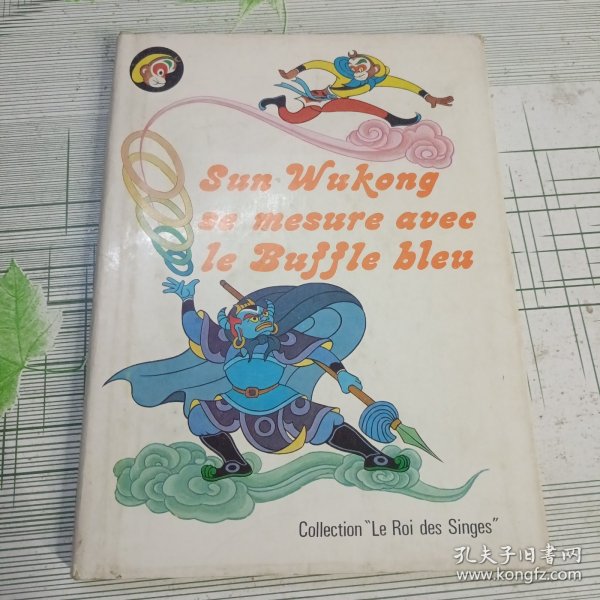 Sun Wukong
se mesure avec
le Buffle bleu
Collection "Le Roi des Singes"
孔夫子旧书网
www.kongfz.com